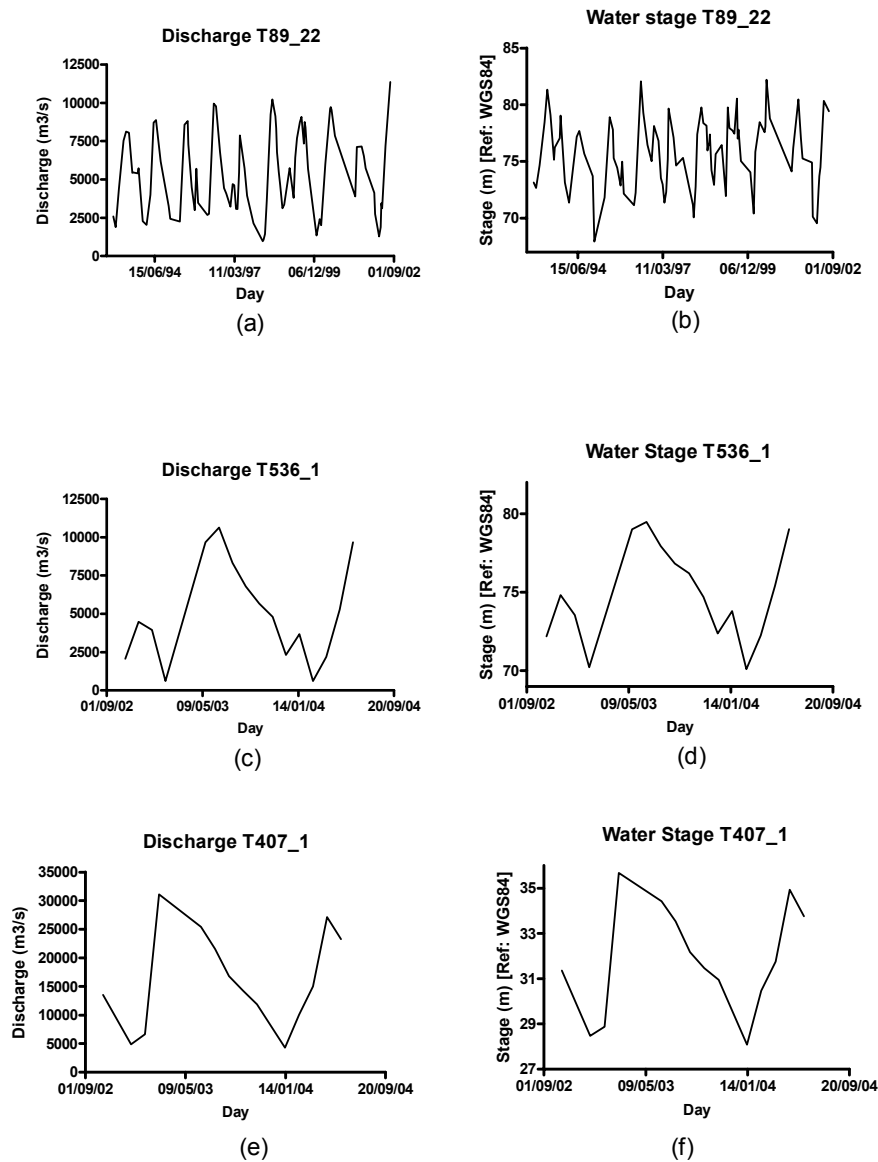 Discharge T89_22
12500
10000
7500
5000
2500
0
Discharge (m3/s)
15/06/94 11/03/97 06/12/99 01/09/02
Day
(a)
Water stage T89_22
85
80
75
70
Stage (m) [Ref: WGS84]
15/06/94 11/03/97 06/12/99 01/09/02
Day
(b)
Discharge T536_1
12500
10000
7500
5000
2500
0
Discharge (m3/s)
01/09/02 09/05/03 14/01/04 20/09/04
Day
(c)
Water Stage T536_1
80
75
70
Stage (m) [Ref: WGS84]
01/09/02 09/05/03 14/01/04 20/09/04
Day
(d)
Discharge T407_1
35000
30000
25000
20000
15000
10000
5000
0
Discharge (m3/s)
01/09/02 09/05/03 14/01/04 20/09/04
Day
(e)
Water Stage T407_1
35
33
31
29
27
Stage (m) [Ref: WGS84]
01/09/02 09/05/03 14/01/04 20/09/04
Day
(f)